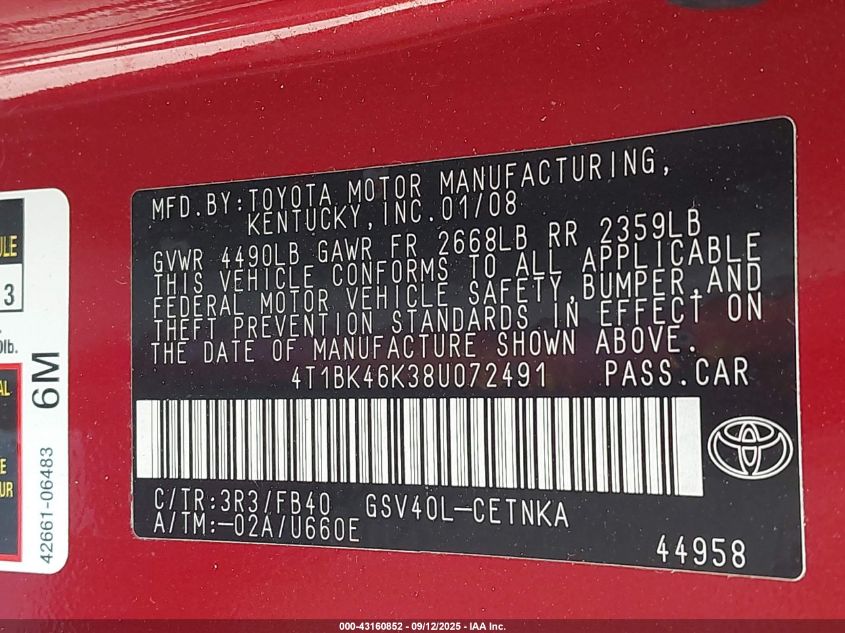 MFD.BY:TOYOTA MOTOR MANUFACTURING,
KENTUCKY,INC.01/08
GVWR 4490LB GAWR FR 2668LB RR 2359LB
THIS VEHICLE CONFORMS TO ALL APPLICABLE
FEDERAL MOTOR VEHICLE SAFETY,BUMPER,AND
THEFT PREVENTION STANDARDS IN EFFECT ON
THE DATE OF MANUFACTURE SHOWN ABOVE.
4T1BK46K38U072491 PASS.CAR
C/TR:3R3/FB40 GSV40L-CETNKA
A/TM:-02A/U660E
44958
3
lb.
6M
42661-06483
000-43160852 - 09/12/2025 - IAA Inc.